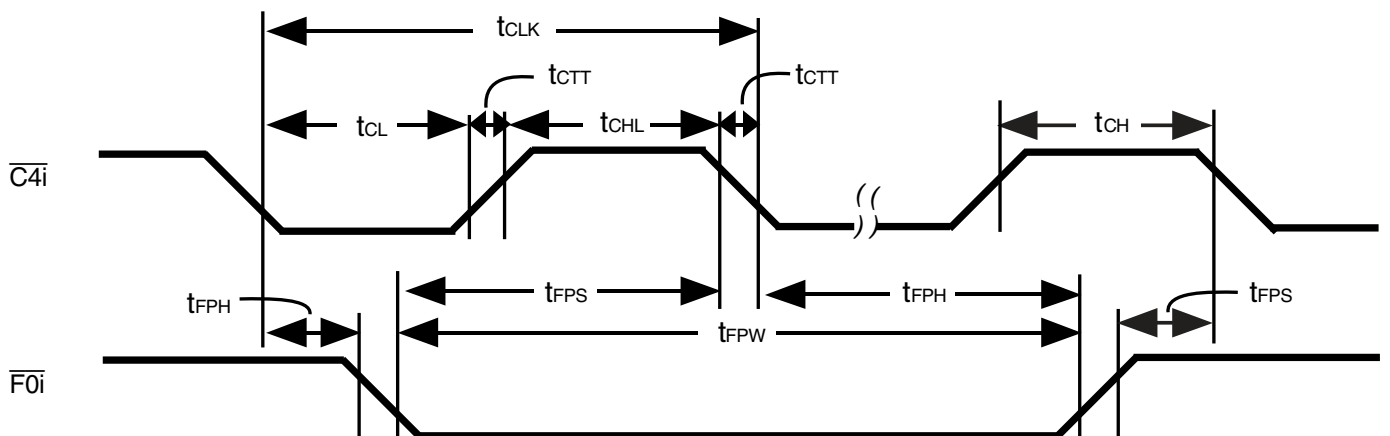 tCLK
tCTT
tCTT
tCL
tCHL
tCH
C4i
tFPH
tFPS
tFPH
tFPS
tFPW
F0i